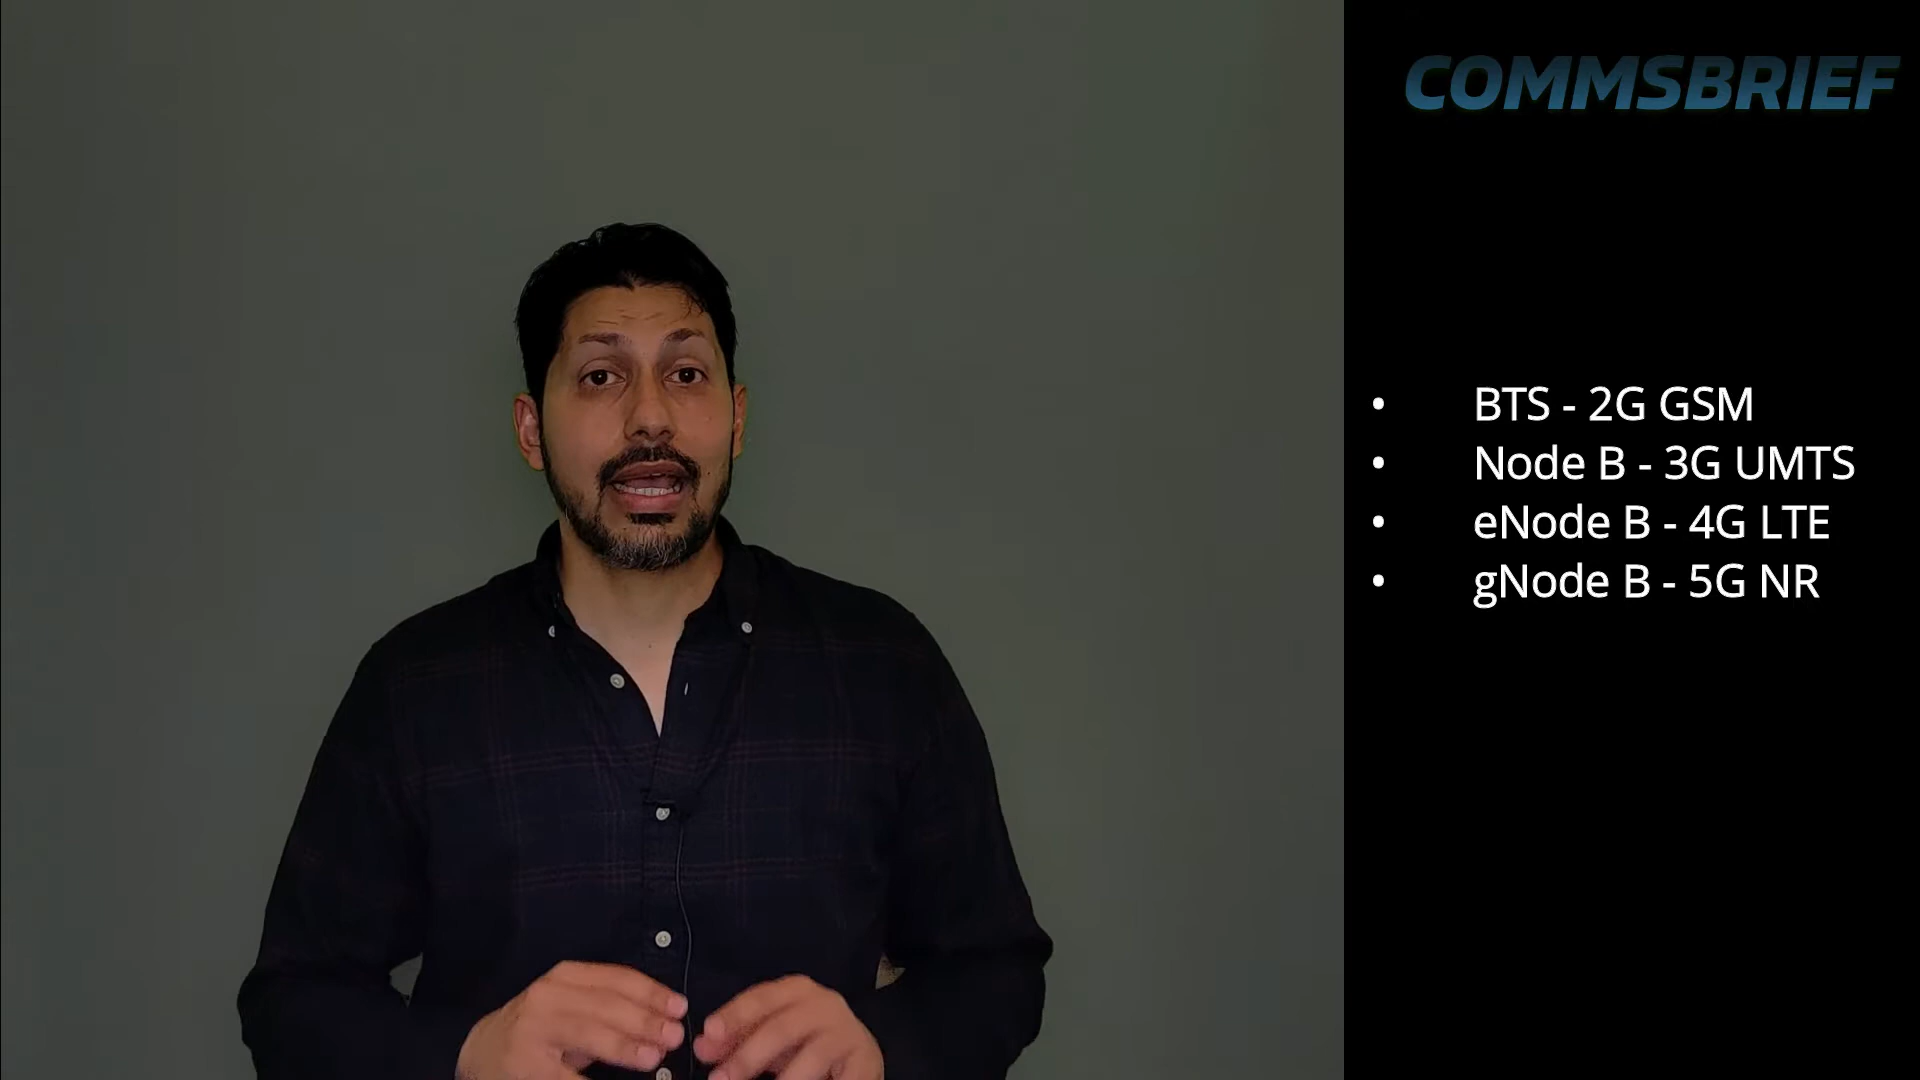 COMMSBRIEF
• BTS - 2G GSM
• Node B - 3G UMTS
• eNode B - 4G LTE
• gNode B - 5G NR